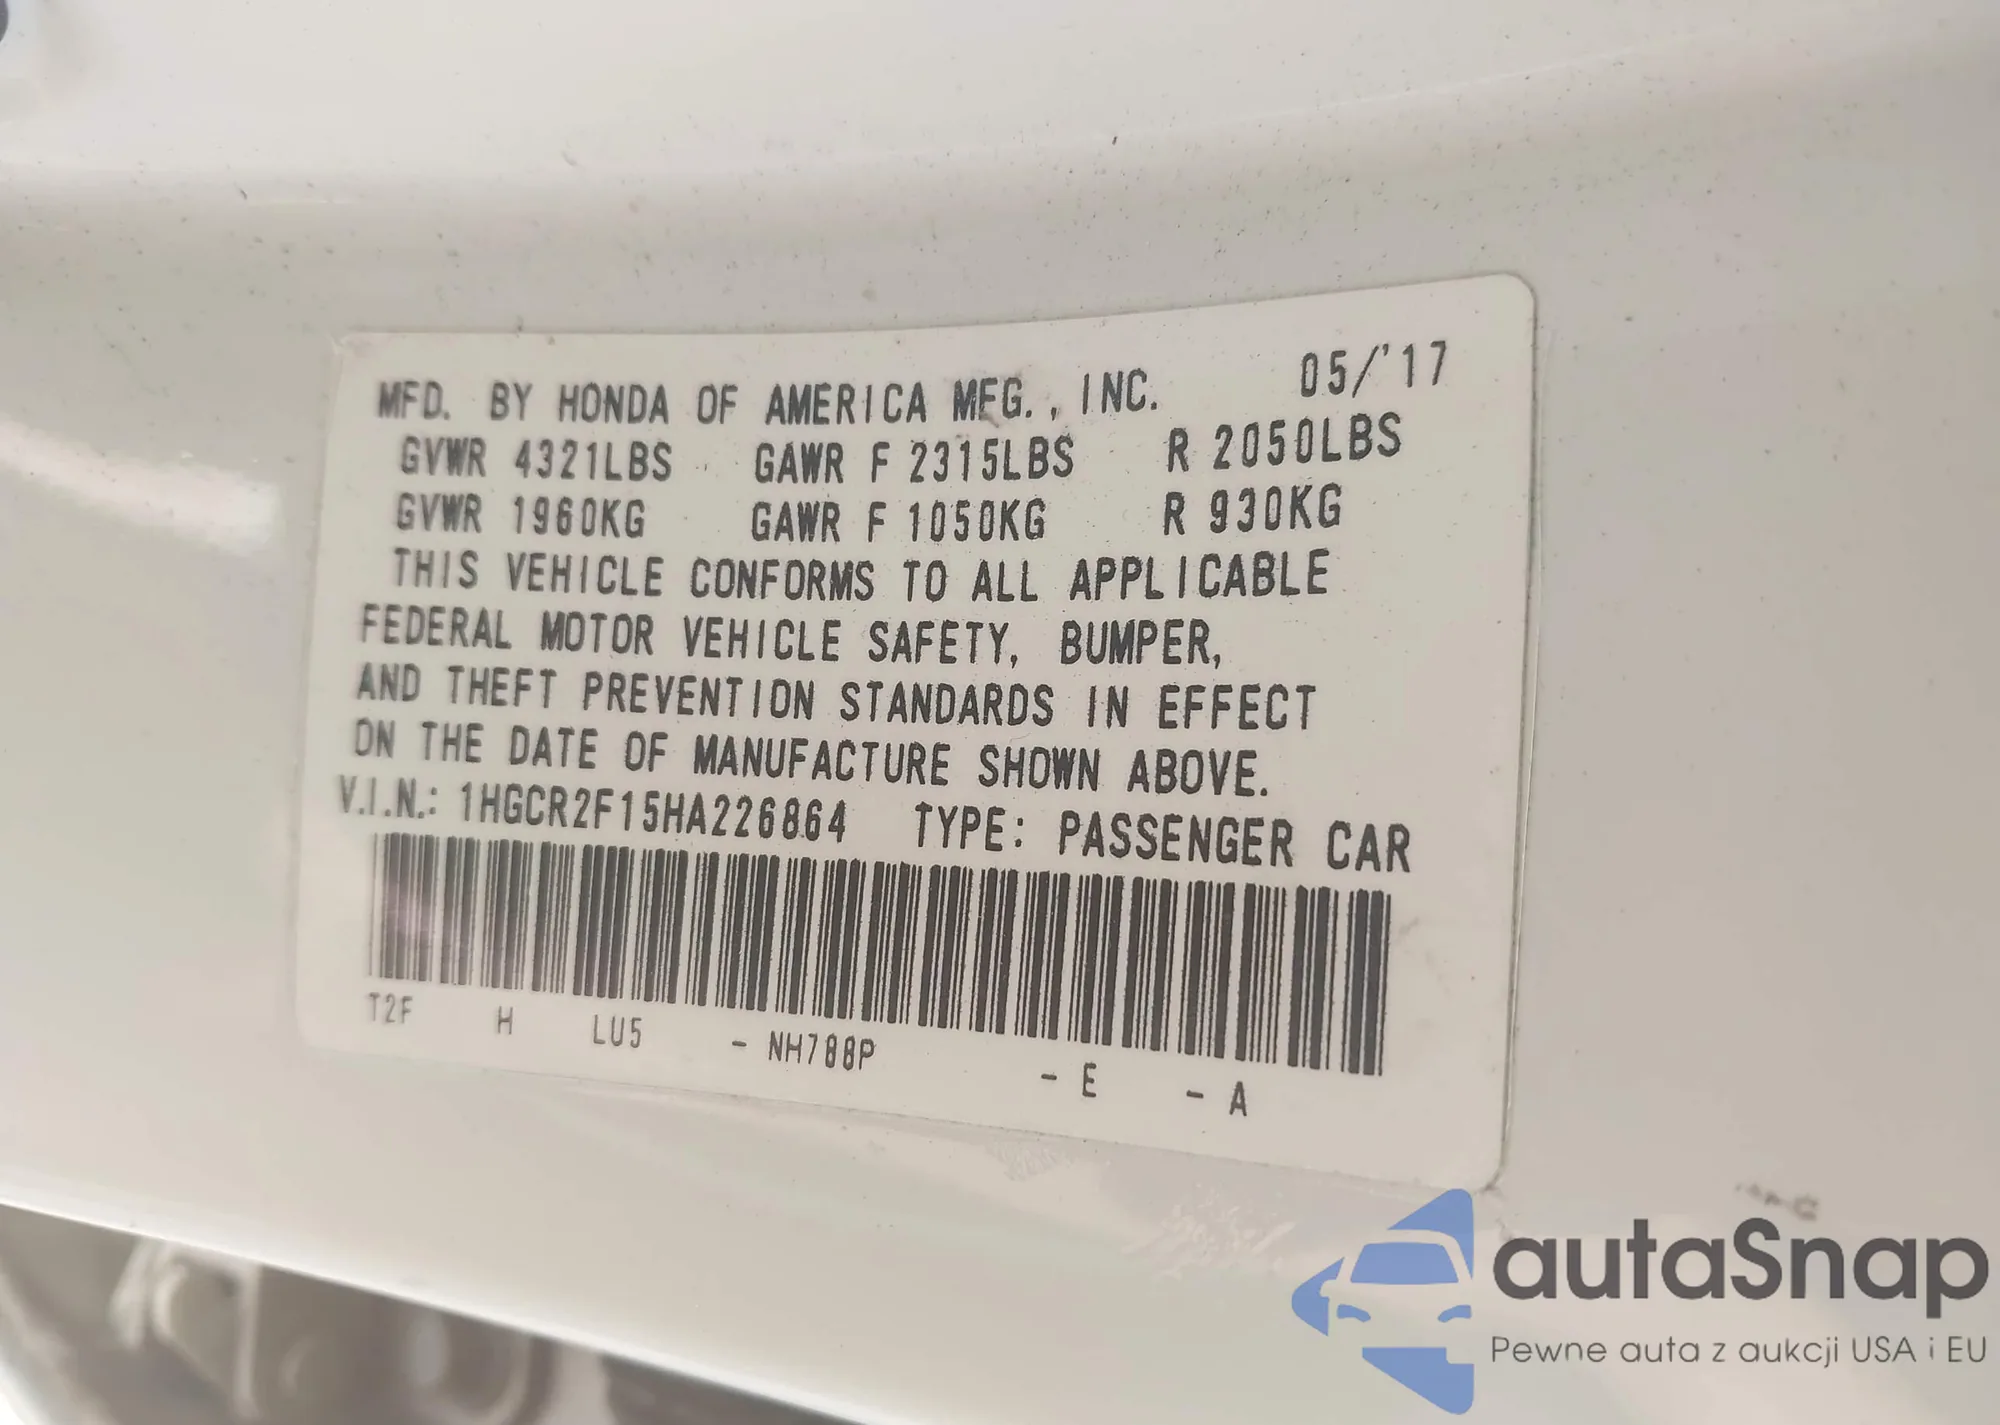 MFD. BY HONDA OF AMERICA MFG., INC. 05/'17
GVWR 4321LBS GAWR F 2315LBS R 2050LBS
GVWR 1960KG GAWR F 1050KG R 930KG
THIS VEHICLE CONFORMS TO ALL APPLICABLE
FEDERAL MOTOR VEHICLE SAFETY, BUMPER,
AND THEFT PREVENTION STANDARDS IN EFFECT
ON THE DATE OF MANUFACTURE SHOWN ABOVE.
V.I.N.: 1HGCR2F15HA226864 TYPE: PASSENGER CAR
T2F H LU5 - NH788P - E - A
autaSnap
Pewne auta z aukcji USA i EU